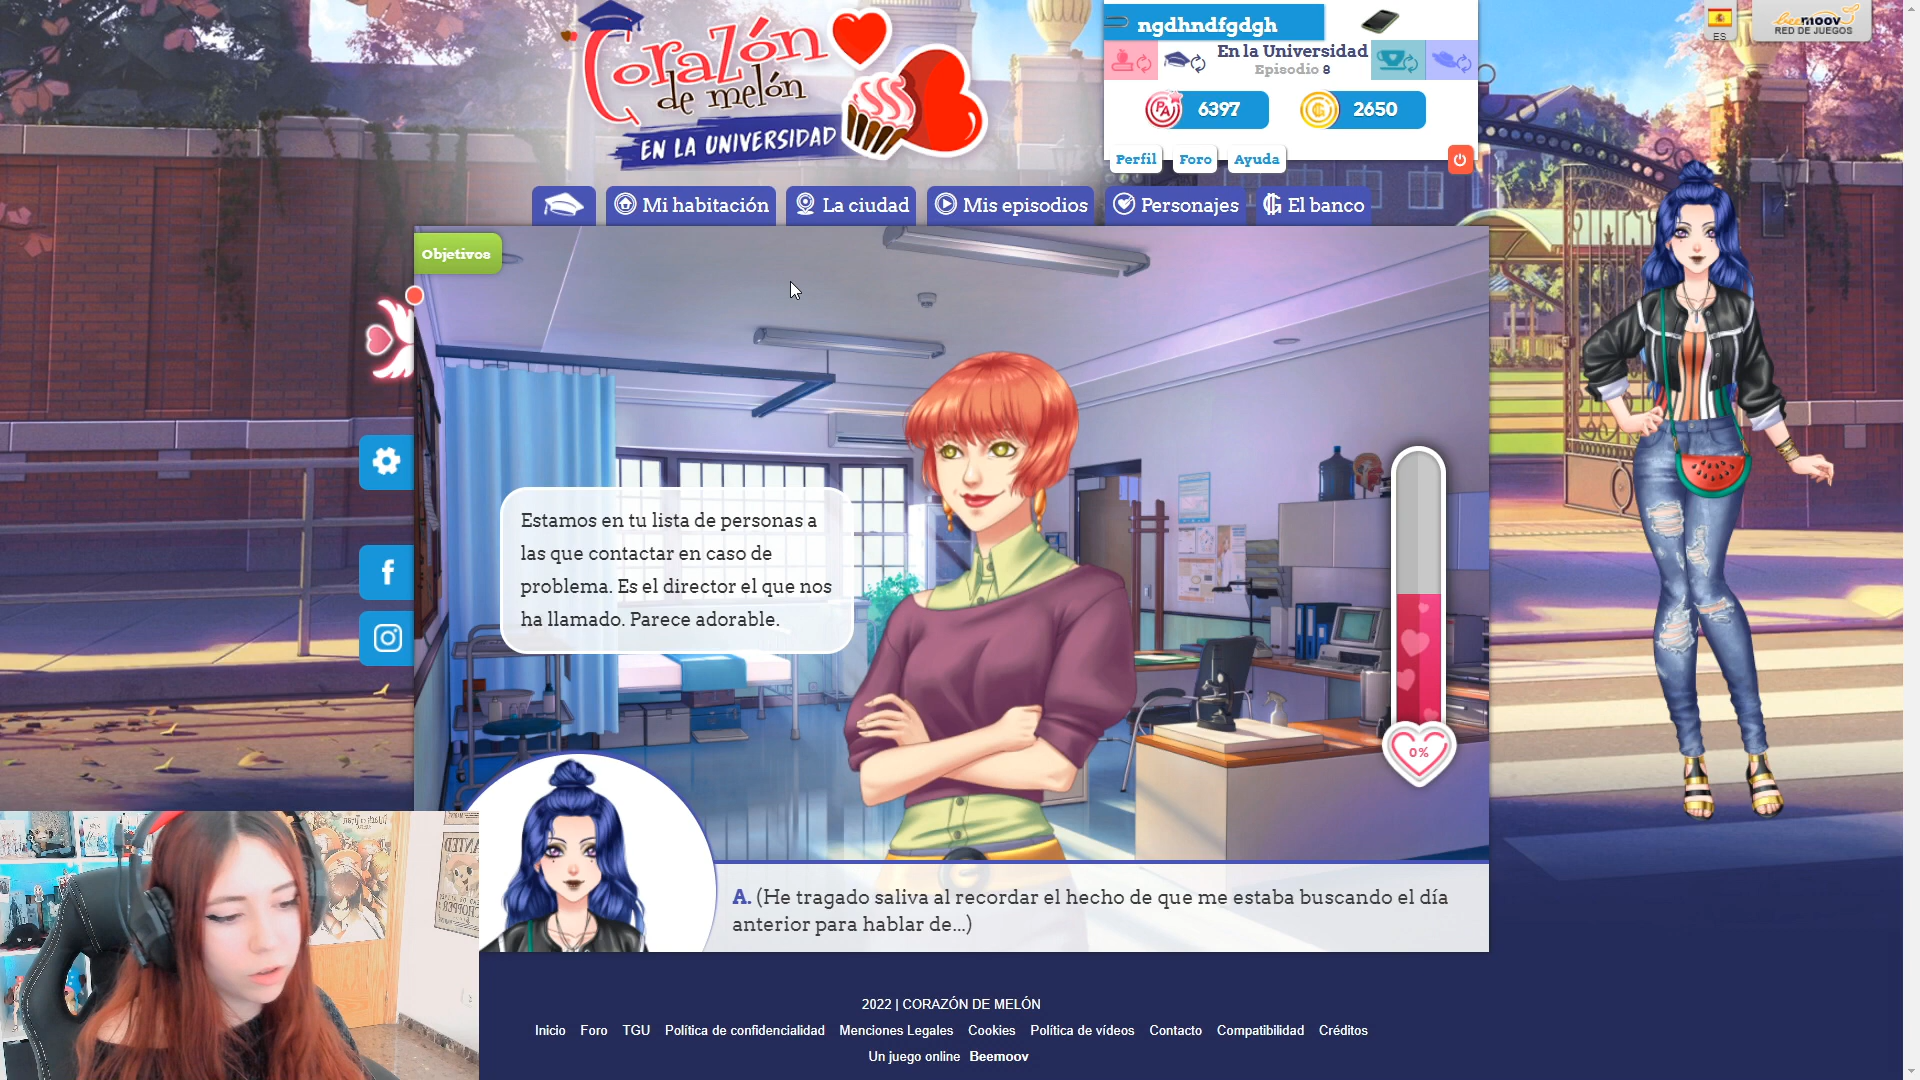 Corazón
de melón
EN LA UNIVERSIDAD
ngdhndfgdgh
En la Universidad
Episodio 8
PA
6397
2650
Perfil
Foro
Ayuda
ES
beemoov
RED DE JUEGOS
Mi habitación
La ciudad
Mis episodios
Personajes
El banco
Objetivos
Estamos en tu lista de personas a
las que contactar en caso de
problema. Es el director el que nos
ha llamado. Parece adorable.
0%
A. (He tragado saliva al recordar el hecho de que me estaba buscando el día
anterior para hablar de...)
2022 | CORAZÓN DE MELÓN
Inicio Foro TGU Política de confidencialidad Menciones Legales Cookies Política de vídeos Contacto Compatibilidad Créditos
Un juego online Beemoov
WANTED
CHOPPER